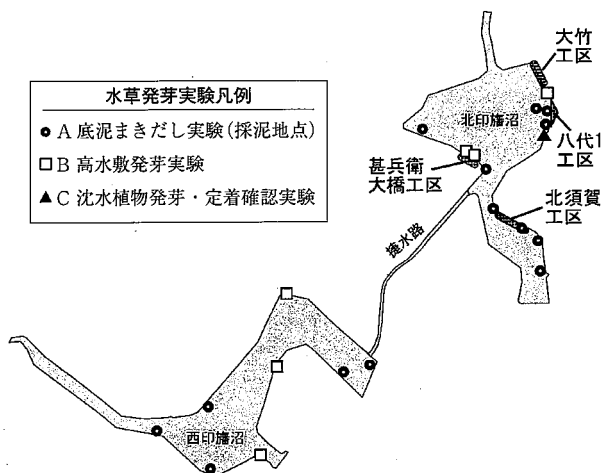 水草発芽実験凡例
A 底泥まきだし実験(採泥地点)
B 高水敷発芽実験
C 沈水植物発芽・定着確認実験
大竹
工区
北印旛沼
八代1
工区
甚兵衛
大橋工区
北須賀
工区
捷水路
西印旛沼